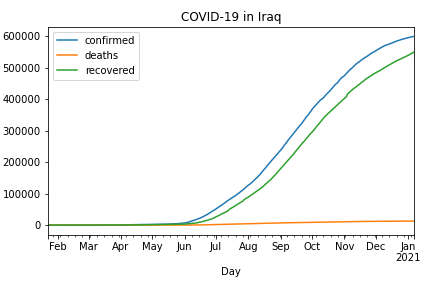 COVID-19 in Iraq
confirmed
deaths
recovered
600000
500000
400000
300000
200000
100000
0
Feb Mar Apr May Jun Jul Aug Sep Oct Nov Dec Jan
2021
Day